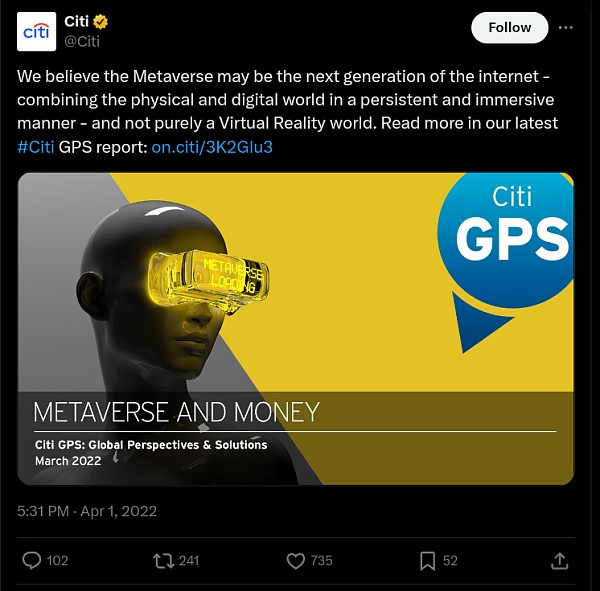 citi
Citi
@Citi
Follow
We believe the Metaverse may be the next generation of the internet -
combining the physical and digital world in a persistent and immersive
manner - and not purely a Virtual Reality world. Read more in our latest
#Citi GPS report: on.citi/3K2Glu3
Citi
GPS
METAVERSE
LOADING
METAVERSE AND MONEY
Citi GPS: Global Perspectives & Solutions
March 2022
5:31 PM · Apr 1, 2022
102 241 735 52